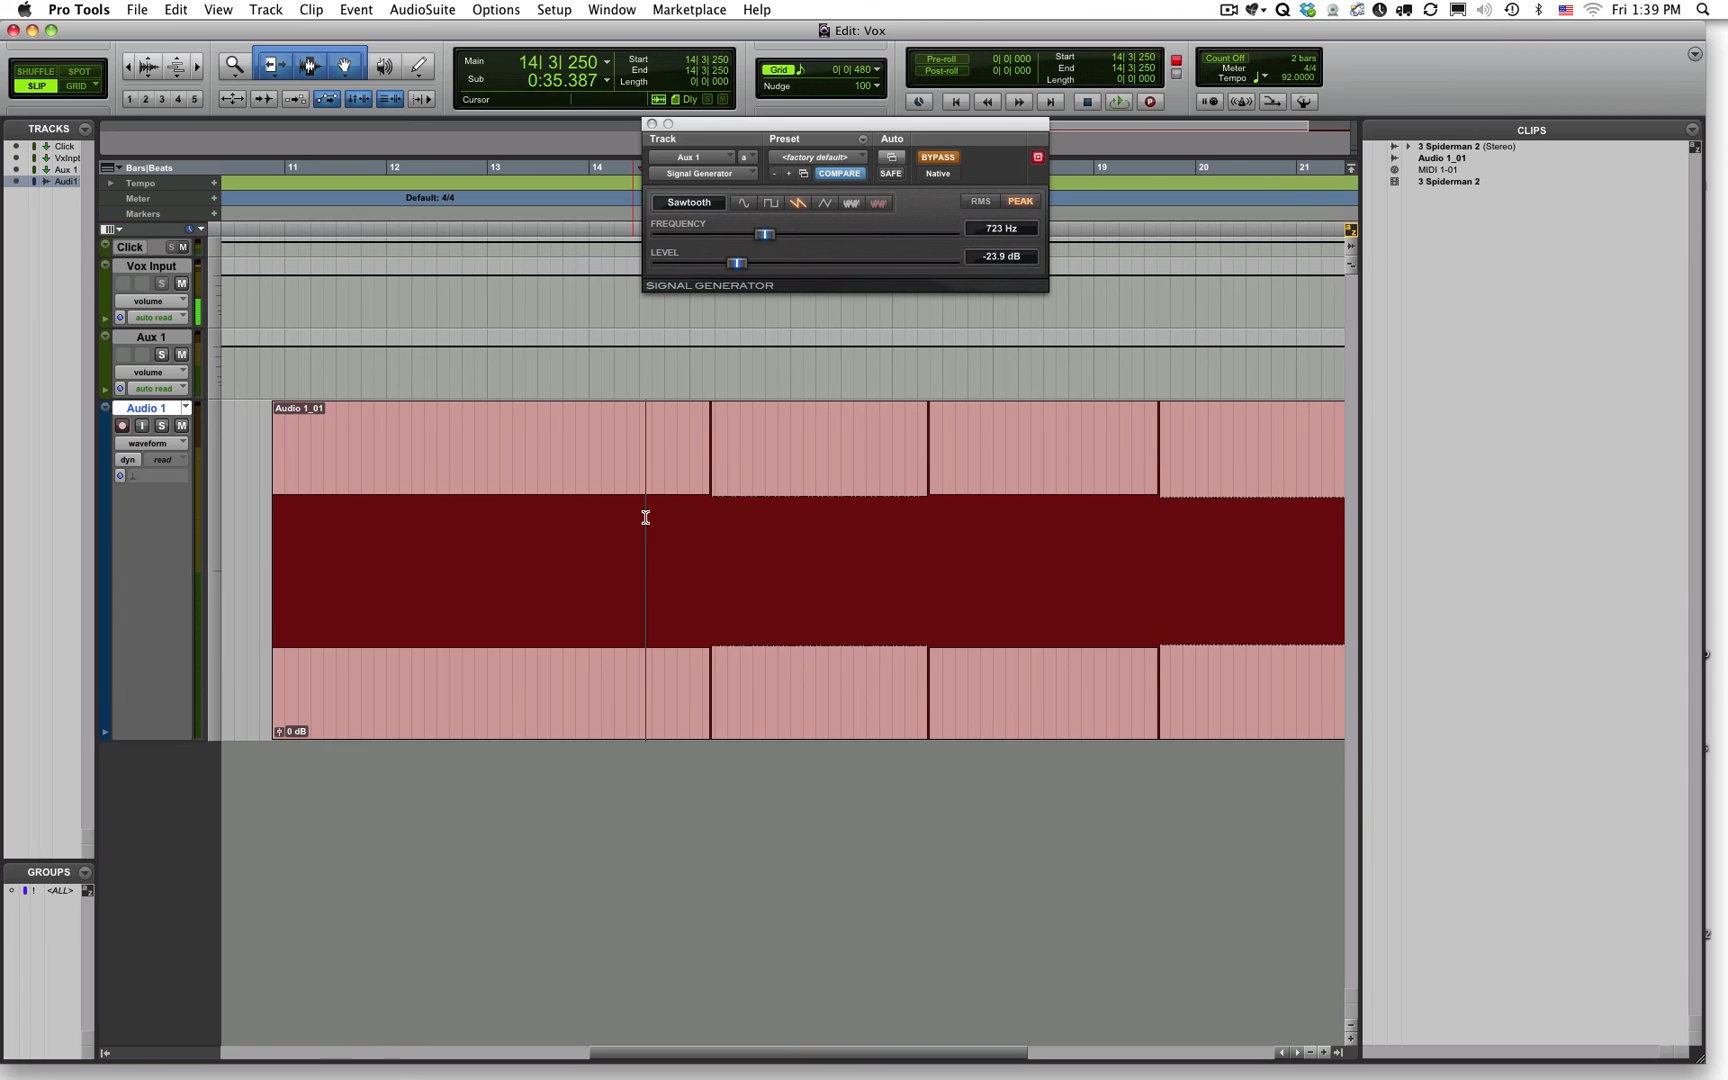 Pro Tools File Edit View Track Clip Event AudioSuite Options Setup Window Marketplace Help Fri 1:39 PM
Edit: Vox
SHUFFLE SPOT
SLIP GRID
1 2 3 4 5
Main 14| 3| 250
Sub 0:35.387
Start 14| 3| 250
End 14| 3| 250
Length 0| 0| 000
Cursor Dly S M
Grid 0| 0| 480
Nudge 100
Pre-roll 0| 0| 000
Post-roll 0| 0| 000
Start 14| 3| 250
End 14| 3| 250
Length 0| 0| 000
Count Off 2 bars
Meter 4/4
Tempo 92.0000
TRACKS
Click
VxInpt
Aux 1
Audi1
Bars|Beats 11 12 13 14 19 20 21
Tempo
Meter Default: 4/4
Markers
Track Preset Auto
Aux 1 a <factory default> BYPASS
Signal Generator - + COMPARE SAFE Native
Sawtooth RMS PEAK
FREQUENCY
723 Hz
LEVEL
-23.9 dB
SIGNAL GENERATOR
Click S M
Vox Input
S M
volume
auto read
Aux 1
S M
volume
auto read
Audio 1
I S M
waveform
dyn read
Audio 1_01
0 dB
CLIPS
3 Spiderman 2 (Stereo)
Audio 1_01
MIDI 1-01
3 Spiderman 2
GROUPS
! <ALL>